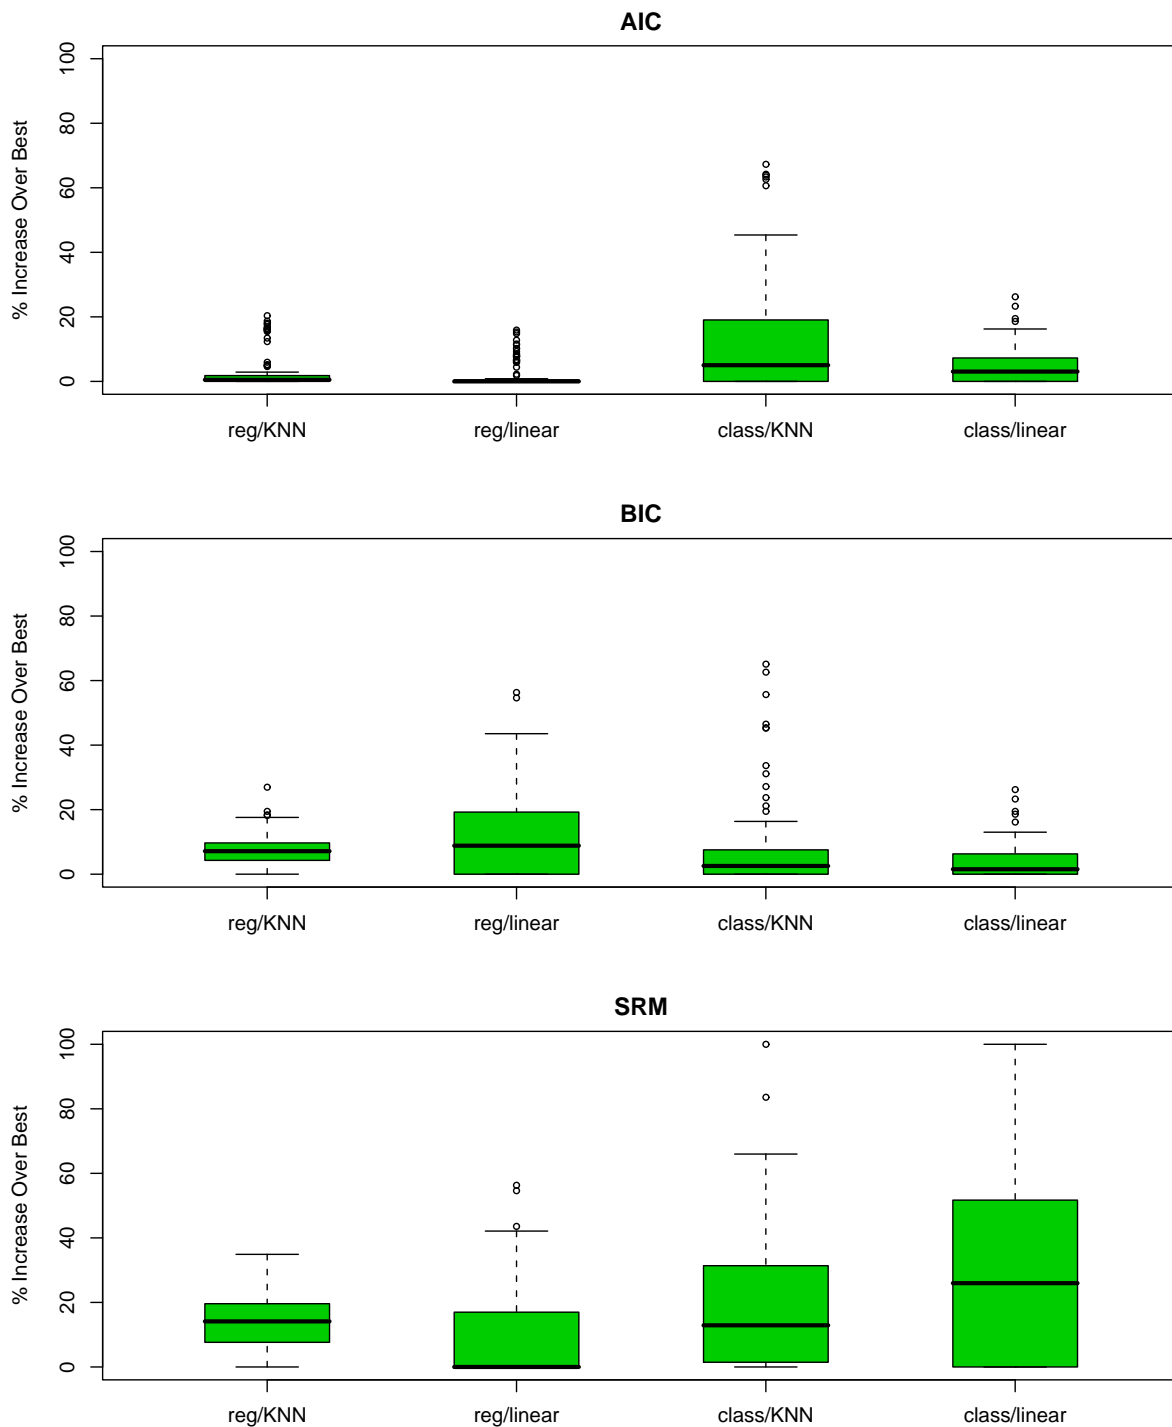 AIC
% Increase Over Best
100
80
60
40
20
0
reg/KNN reg/linear class/KNN class/linear
BIC
% Increase Over Best
100
80
60
40
20
0
reg/KNN reg/linear class/KNN class/linear
SRM
% Increase Over Best
100
80
60
40
20
0
reg/KNN reg/linear class/KNN class/linear